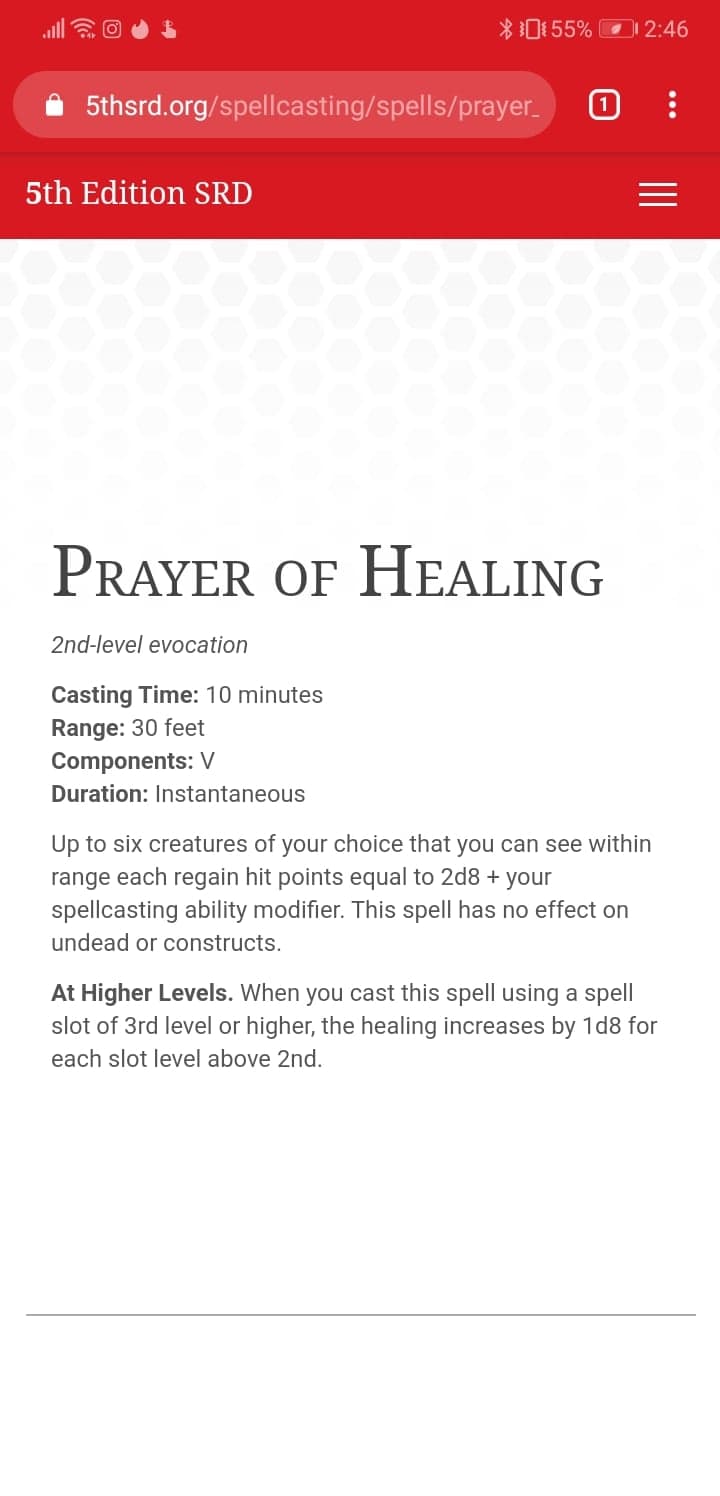 55% 2:46
5thsrd.org/spellcasting/spells/prayer_ 1
5th Edition SRD
PRAYER OF HEALING
2nd-level evocation
Casting Time: 10 minutes
Range: 30 feet
Components: V
Duration: Instantaneous
Up to six creatures of your choice that you can see within
range each regain hit points equal to 2d8 + your
spellcasting ability modifier. This spell has no effect on
undead or constructs.
At Higher Levels. When you cast this spell using a spell
slot of 3rd level or higher, the healing increases by 1d8 for
each slot level above 2nd.